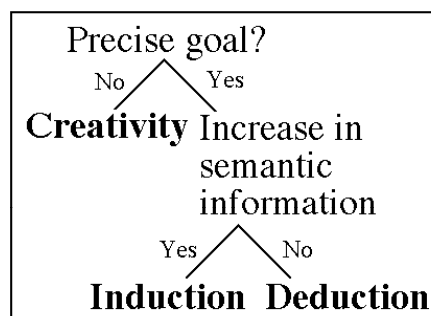 Precise goal?
No Yes
Creativity Increase in
semantic
information
Yes No
Induction Deduction